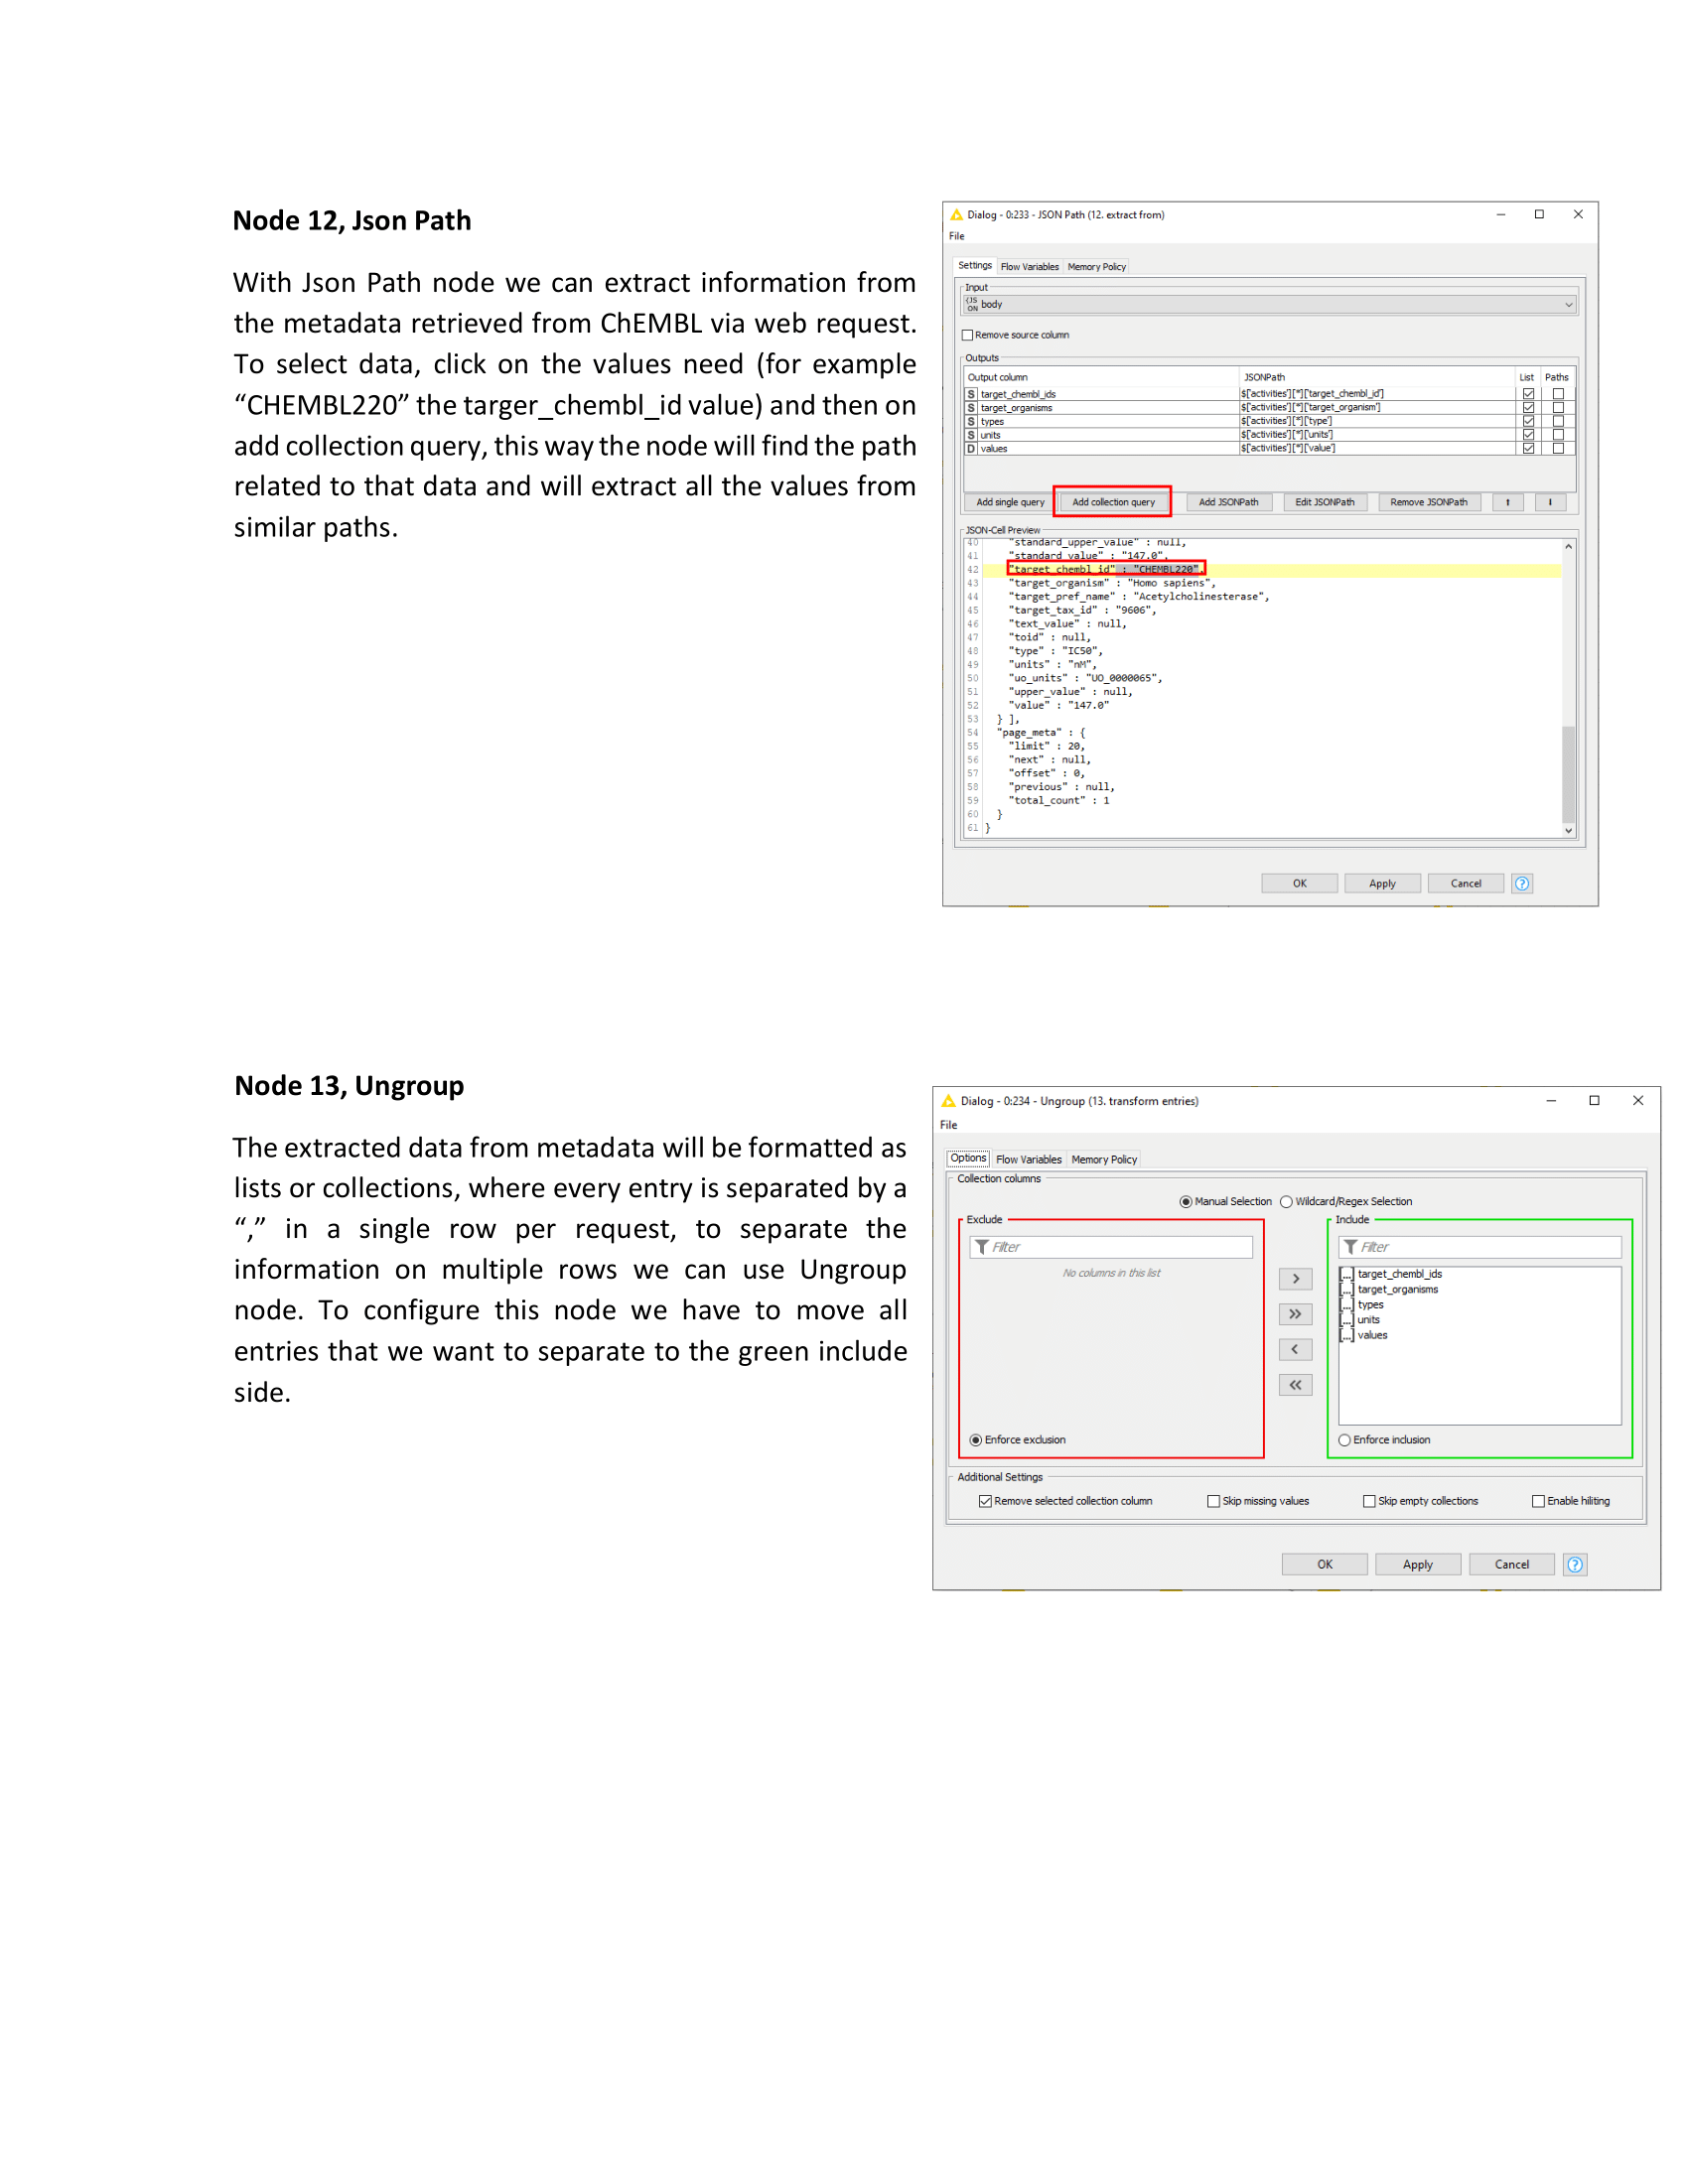 Node 12, Json Path
With Json Path node we can extract information from
the metadata retrieved from ChEMBL via web request.
To select data, click on the values need (for example
“CHEMBL220” the targer_chembl_id value) and then on
add collection query, this way the node will find the path
related to that data and will extract all the values from
similar paths.
Dialog - 0:233 - JSON Path (12. extract from)
File
Settings Flow Variables Memory Policy
Input
{JS ON body
Remove source column
Outputs
Output column JSONPath List Paths
S target_chembl_ids $['activities'][*]['target_chembl_id']
S target_organisms $['activities'][*]['target_organism']
S types $['activities'][*]['type']
S units $['activities'][*]['units']
D values $['activities'][*]['value']
Add single query Add collection query Add JSONPath Edit JSONPath Remove JSONPath
JSON-Cell Preview
40 "standard_upper_value" : null,
41 "standard_value" : "147.0",
42 "target_chembl_id" : "CHEMBL220",
43 "target_organism" : "Homo sapiens",
44 "target_pref_name" : "Acetylcholinesterase",
45 "target_tax_id" : "9606",
46 "text_value" : null,
47 "toid" : null,
48 "type" : "IC50",
49 "units" : "nM",
50 "uo_units" : "UO_0000065",
51 "upper_value" : null,
52 "value" : "147.0"
53 } ],
54 "page_meta" : {
55 "limit" : 20,
56 "next" : null,
57 "offset" : 0,
58 "previous" : null,
59 "total_count" : 1
60 }
61 }
OK Apply Cancel ?
Node 13, Ungroup
The extracted data from metadata will be formatted as
lists or collections, where every entry is separated by a
“,” in a single row per request, to separate the
information on multiple rows we can use Ungroup
node. To configure this node we have to move all
entries that we want to separate to the green include
side.
Dialog - 0:234 - Ungroup (13. transform entries)
File
Options Flow Variables Memory Policy
Collection columns
Manual Selection Wildcard/Regex Selection
Exclude
Filter
No columns in this list
Enforce exclusion
> 
>>
<
<<
Include
Filter
[...] target_chembl_ids
[...] target_organisms
[...] types
[...] units
[...] values
Enforce inclusion
Additional Settings
Remove selected collection column Skip missing values Skip empty collections Enable hiliting
OK Apply Cancel ?